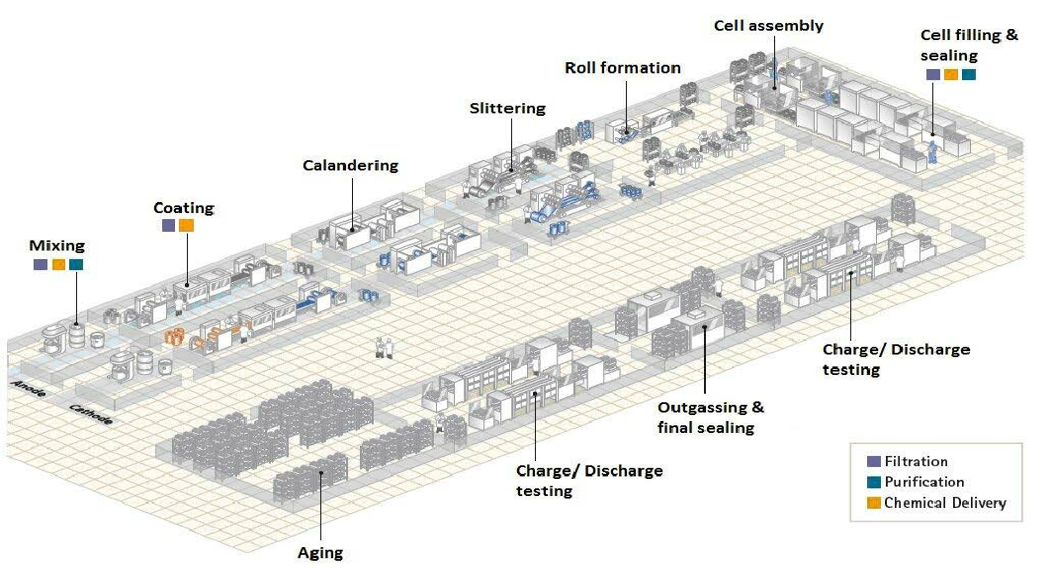 Cell assembly
Cell filling &
sealing
Roll formation
Slittering
Calandering
Coating
Mixing
Anode
Cathode
Charge/ Discharge
testing
Outgassing &
final sealing
Charge/ Discharge
testing
Aging
Filtration
Purification
Chemical Delivery